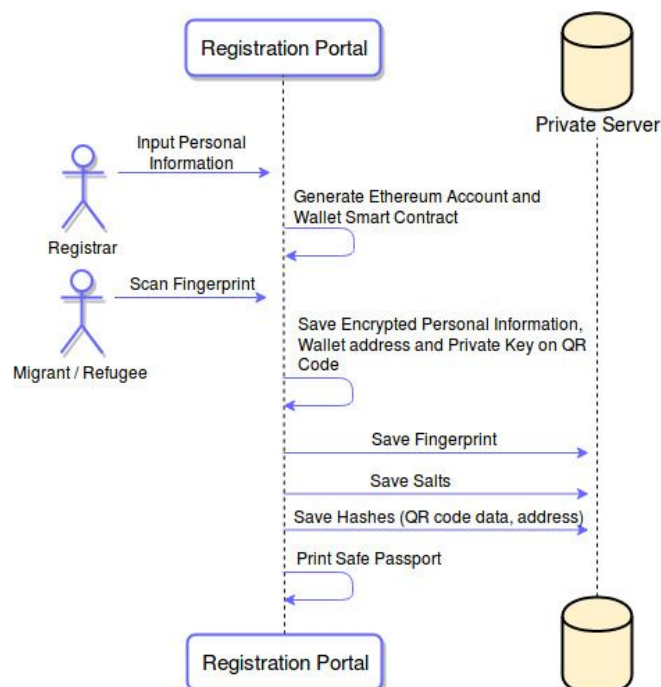 Registration Portal
Private Server
Input Personal
Information
Registrar
Generate Ethereum Account and
Wallet Smart Contract
Scan Fingerprint
Migrant / Refugee
Save Encrypted Personal Information,
Wallet address and Private Key on QR
Code
Save Fingerprint
Save Salts
Save Hashes (QR code data, address)
Print Safe Passport
Registration Portal